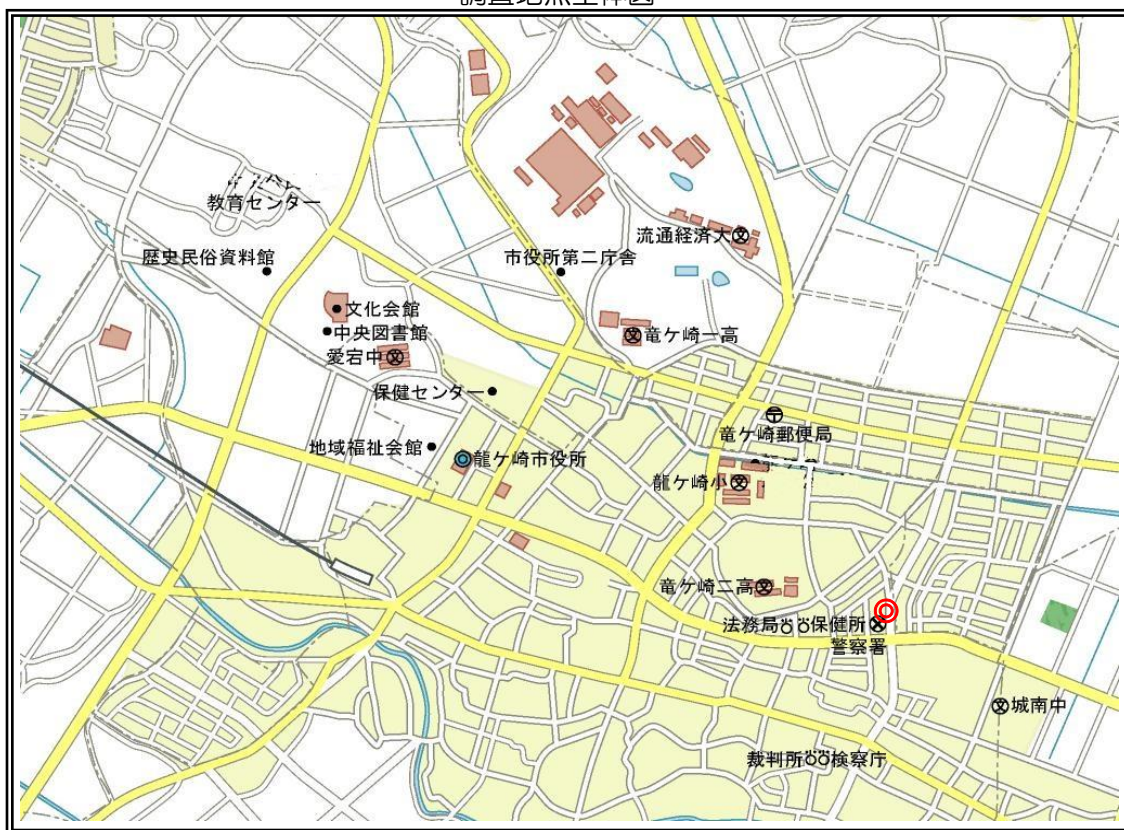 教育センター
流通経済大
歴史民俗資料館
市役所第二庁舎
文化会館
中央図書館
竜ケ崎一高
愛宕中
保健センター
竜ケ崎郵便局
地域福祉会館
龍ケ崎市役所
龍ケ崎小
竜ケ崎二高
法務局
保健所
警察署
城南中
裁判所
検察庁